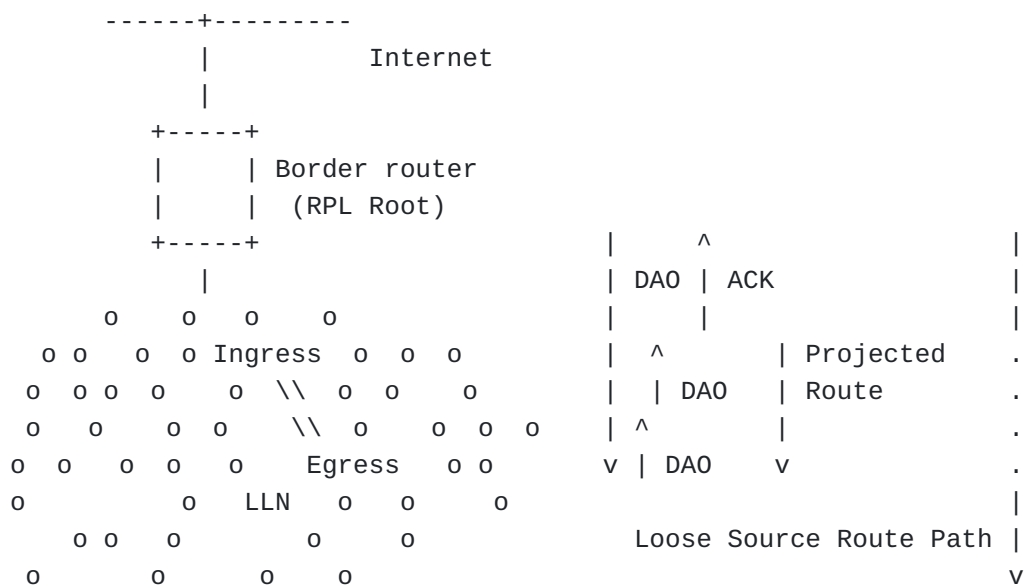 ------+---------
|          Internet
|
+-----+
|     | Border router
|     |  (RPL Root)
+-----+                      |     ^                   |
|                         | DAO | ACK               |
o    o   o    o                 |     |                   |
o o   o  o Ingress  o  o  o         |  ^       | Projected    .
o  o o  o    o  \\  o  o    o        |  | DAO   | Route        .
o   o    o  o    \\  o    o  o  o    | ^        |              .
o  o   o  o   o    Egress   o o       v | DAO    v              .
o          o   LLN   o   o     o                                |
o o   o        o     o              Loose Source Route Path |
o       o      o    o                                          v